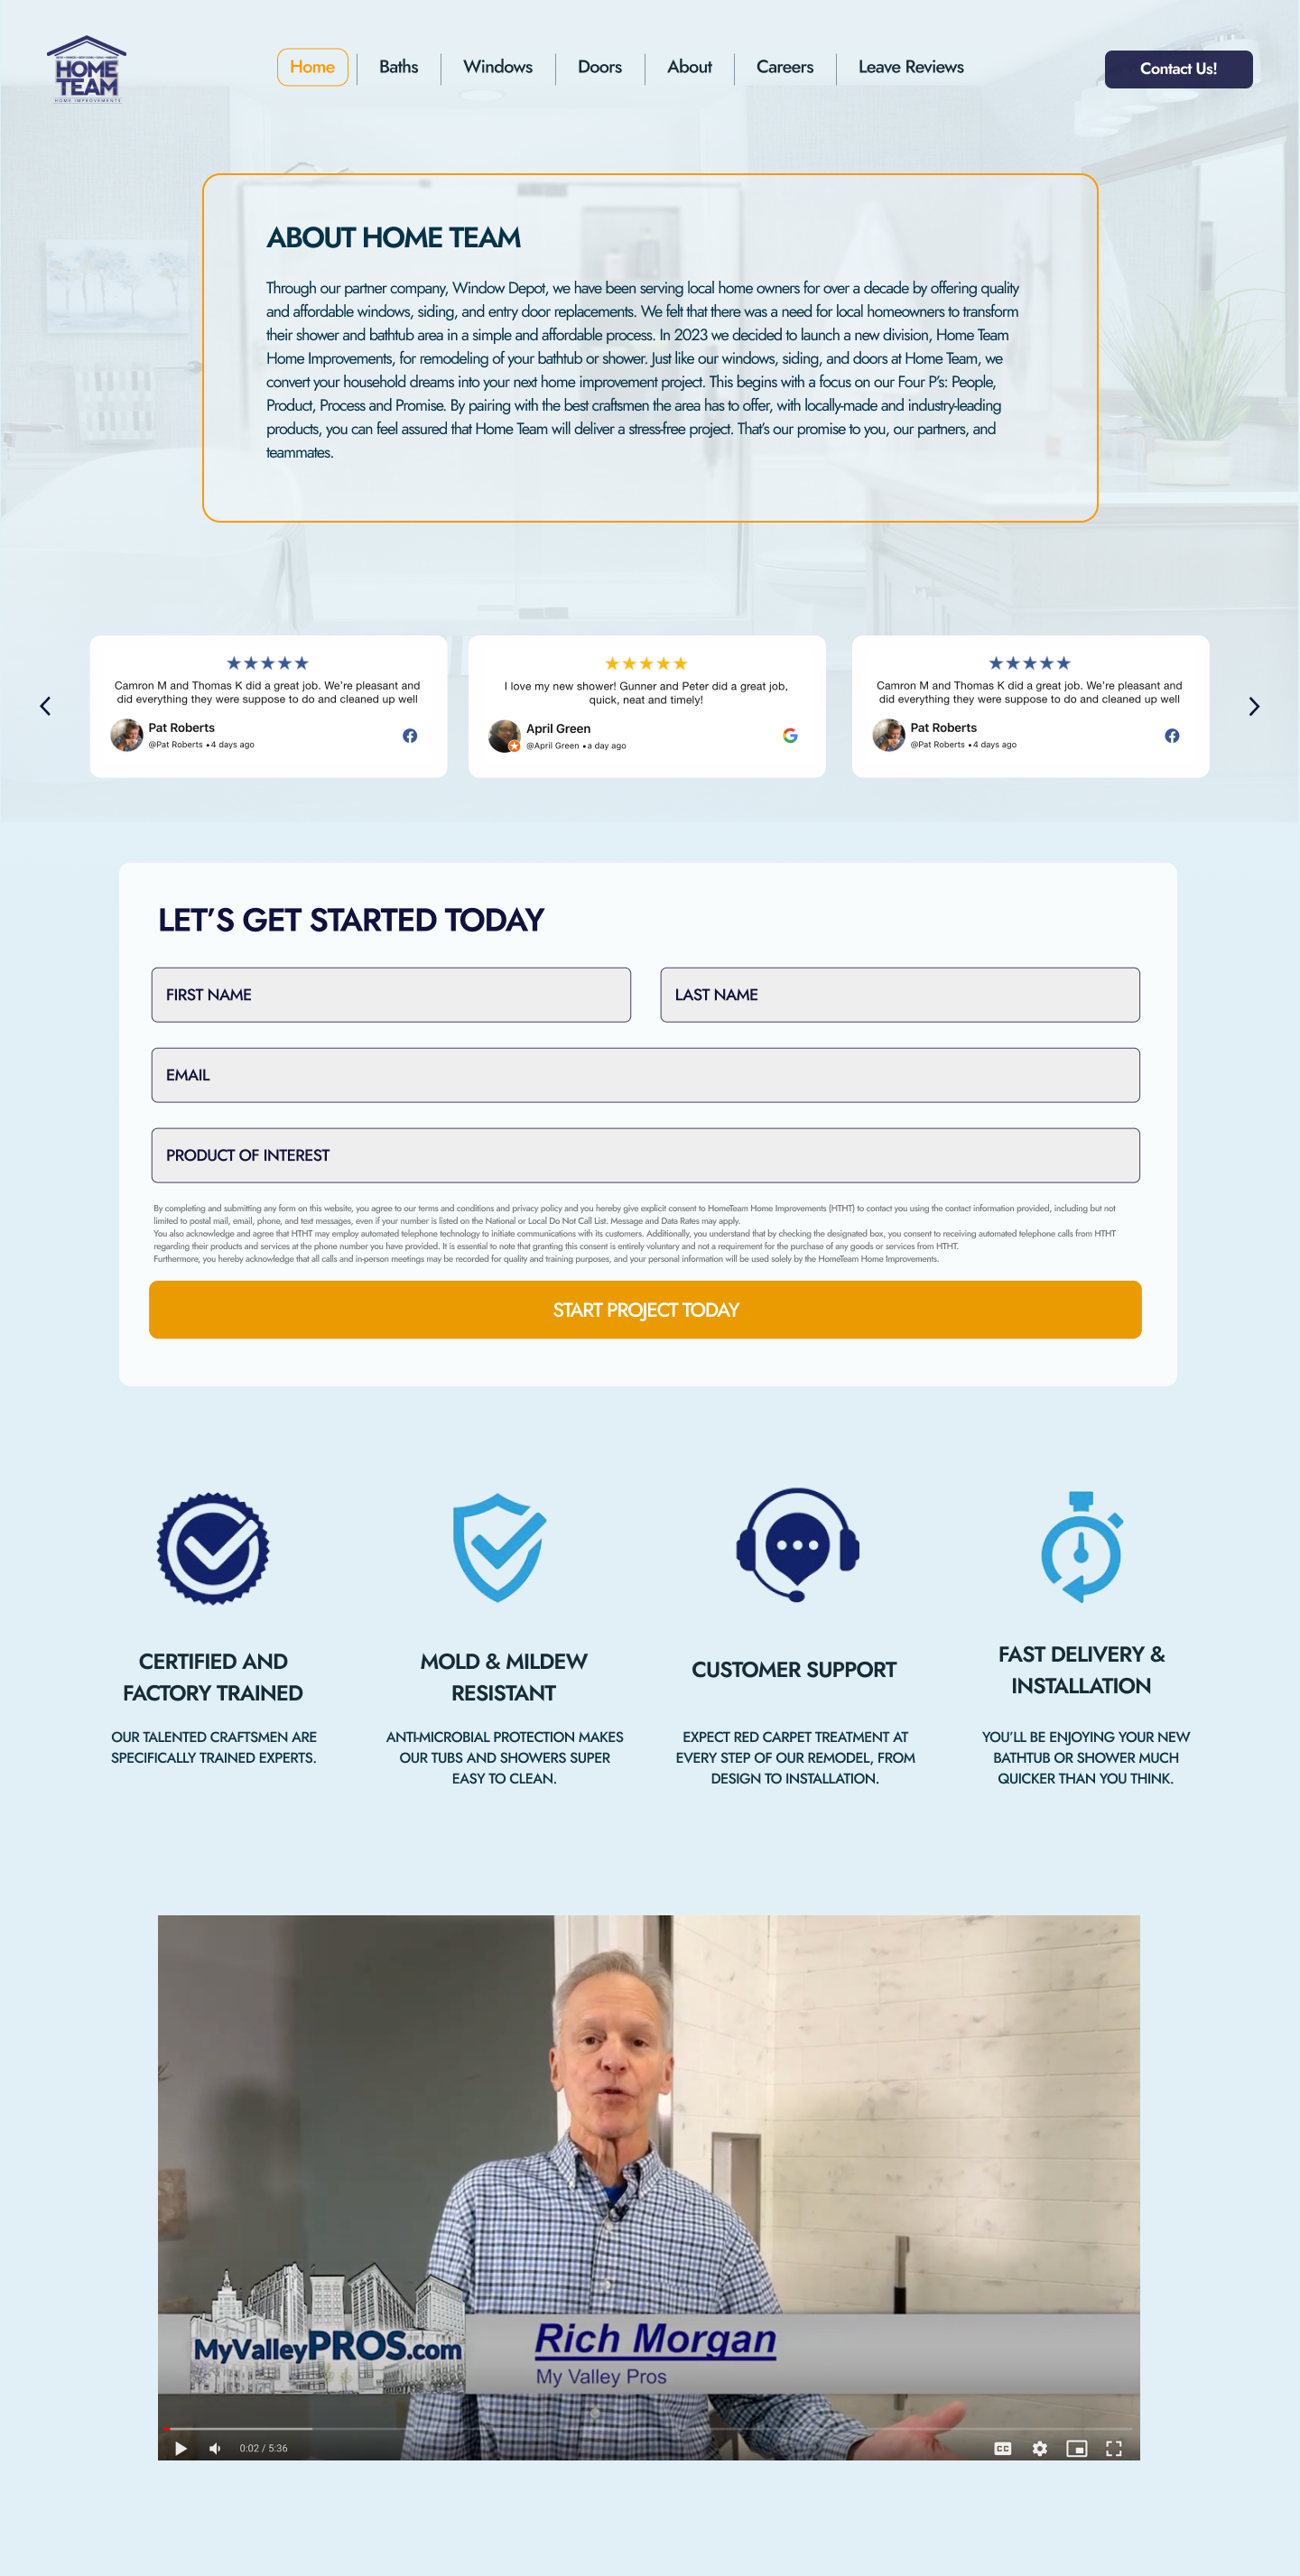 HOME
TEAM
HOME IMPROVEMENTS
Home
Baths
Windows
Doors
About
Careers
Leave Reviews
Contact Us!
ABOUT HOME TEAM
Through our partner company, Window Depot, we have been serving local home owners for over a decade by offering quality
and affordable windows, siding, and entry door replacements. We felt that there was a need for local homeowners to transform
their shower and bathtub area in a simple and affordable process. In 2023 we decided to launch a new division, Home Team
Home Improvements, for remodeling of your bathtub or shower. Just like our windows, siding, and doors at Home Team, we
convert your household dreams into your next home improvement project. This begins with a focus on our Four P's: People,
Product, Process and Promise. By pairing with the best craftsmen the area has to offer, with locally-made and industry-leading
products, you can feel assured that Home Team will deliver a stress-free project. That's our promise to you, our partners, and
teammates.
Camron M and Thomas K did a great job. We're pleasant and
did everything they were suppose to do and cleaned up well
Pat Roberts
@Pat Roberts • 4 days ago
I love my new shower! Gunner and Peter did a great job,
quick, neat and timely!
April Green
@April Green • a day ago
Camron M and Thomas K did a great job. We're pleasant and
did everything they were suppose to do and cleaned up well
Pat Roberts
@Pat Roberts • 4 days ago
LET'S GET STARTED TODAY
FIRST NAME
LAST NAME
EMAIL
PRODUCT OF INTEREST
By completing and submitting any form on this website, you agree to our terms and conditions and privacy policy and you hereby give explicit consent to HomeTeam Home Improvements (HTHT) to contact you using the contact information provided, including but not
limited to postal mail, email, phone, and text messages, even if your number is listed on the National or Local Do Not Call List. Message and Data Rates may apply.
You also acknowledge and agree that HTHT may employ automated telephone technology to initiate communications with its customers. Additionally, you understand that by checking the designated box, you consent to receiving automated telephone calls from HTHT
regarding their products and services at the phone number you have provided. It is essential to note that granting this consent is entirely voluntary and not a requirement for the purchase of any goods or services from HTHT.
Furthermore, you hereby acknowledge that all calls and in-person meetings may be recorded for quality and training purposes, and your personal information will be used solely by the HomeTeam Home Improvements.
START PROJECT TODAY
CERTIFIED AND
FACTORY TRAINED
OUR TALENTED CRAFTSMEN ARE
SPECIFICALLY TRAINED EXPERTS.
MOLD & MILDEW
RESISTANT
ANTI-MICROBIAL PROTECTION MAKES
OUR TUBS AND SHOWERS SUPER
EASY TO CLEAN.
CUSTOMER SUPPORT
EXPECT RED CARPET TREATMENT AT
EVERY STEP OF OUR REMODEL, FROM
DESIGN TO INSTALLATION.
FAST DELIVERY &
INSTALLATION
YOU'LL BE ENJOYING YOUR NEW
BATHTUB OR SHOWER MUCH
QUICKER THAN YOU THINK.
MyValleyPROS.com
Rich Morgan
My Valley Pros
0:02 / 5:36
CC